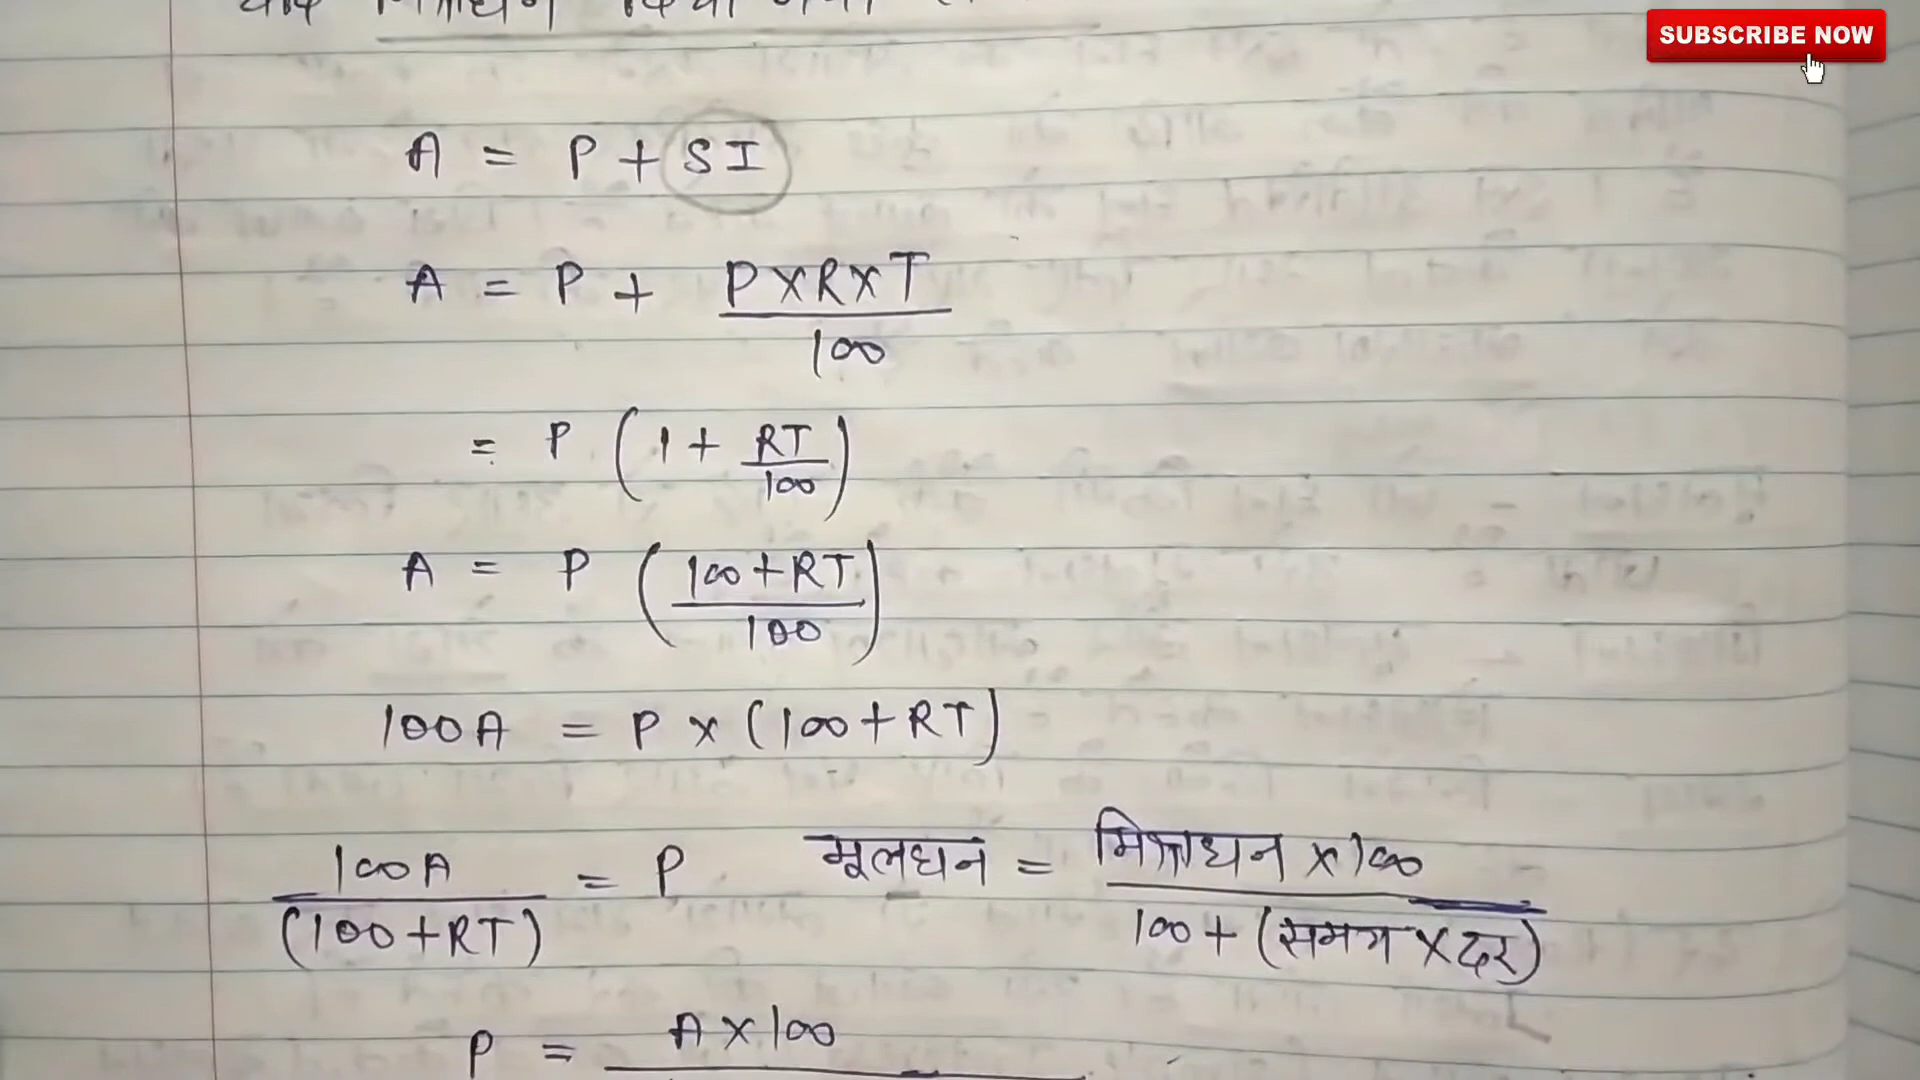 SUBSCRIBE NOW
A = P + SI
A = P + P×R×T/100
= P (1 + RT/100)
A = P (100+RT/100)
100A = P × (100+RT)
100A/(100+RT) = P मूलधन = मिश्रधन ×100/100+(समय ×दर)
P = A×100